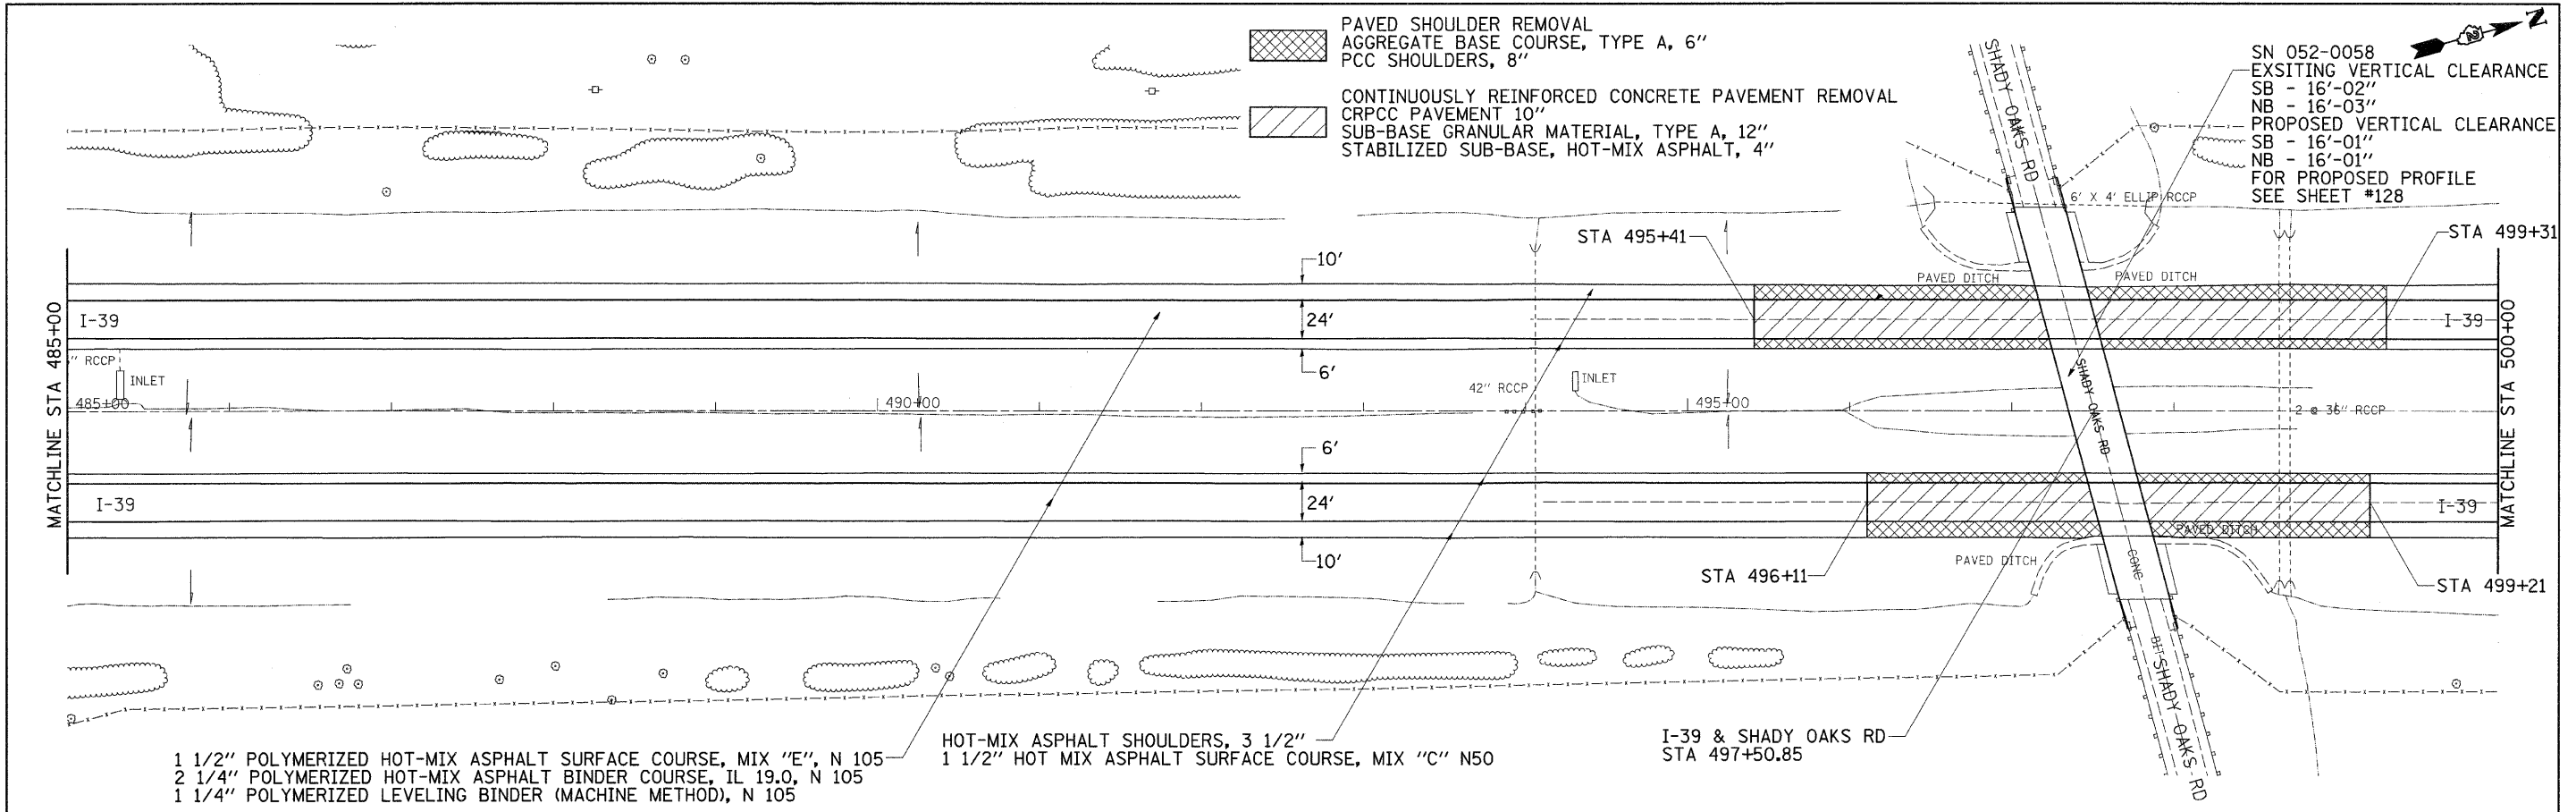 PAVED SHOULDER REMOVAL
AGGREGATE BASE COURSE, TYPE A, 6"
PCC SHOULDERS, 8"
CONTINUOUSLY REINFORCED CONCRETE PAVEMENT REMOVAL
CRPCC PAVEMENT 10"
SUB-BASE GRANULAR MATERIAL, TYPE A, 12"
STABILIZED SUB-BASE, HOT-MIX ASPHALT, 4"
N
SN 052-0058
EXSITING VERTICAL CLEARANCE
SB - 16'-02"
NB - 16'-03"
PROPOSED VERTICAL CLEARANCE
SB - 16'-01"
NB - 16'-01"
FOR PROPOSED PROFILE
SEE SHEET #128
SHADY OAKS RD
6' X 4' ELLIP RCCP
STA 495+41
STA 499+31
10'
PAVED DITCH
PAVED DITCH
MATCHLINE STA 485+00
I-39
24'
I-39
MATCHLINE STA 500+00
" RCCP
INLET
6'
42" RCCP
INLET
SHADY OAKS RD
485+00
490+00
495+00
2 @ 36" RCCP
6'
I-39
24'
I-39
PAVED DITCH
10'
STA 496+11
PAVED DITCH
CONC
STA 499+21
BIT
SHADY OAKS RD
1 1/2" POLYMERIZED HOT-MIX ASPHALT SURFACE COURSE, MIX "E", N 105
2 1/4" POLYMERIZED HOT-MIX ASPHALT BINDER COURSE, IL 19.0, N 105
1 1/4" POLYMERIZED LEVELING BINDER (MACHINE METHOD), N 105
HOT-MIX ASPHALT SHOULDERS, 3 1/2"
1 1/2" HOT MIX ASPHALT SURFACE COURSE, MIX "C" N50
I-39 & SHADY OAKS RD
STA 497+50.85